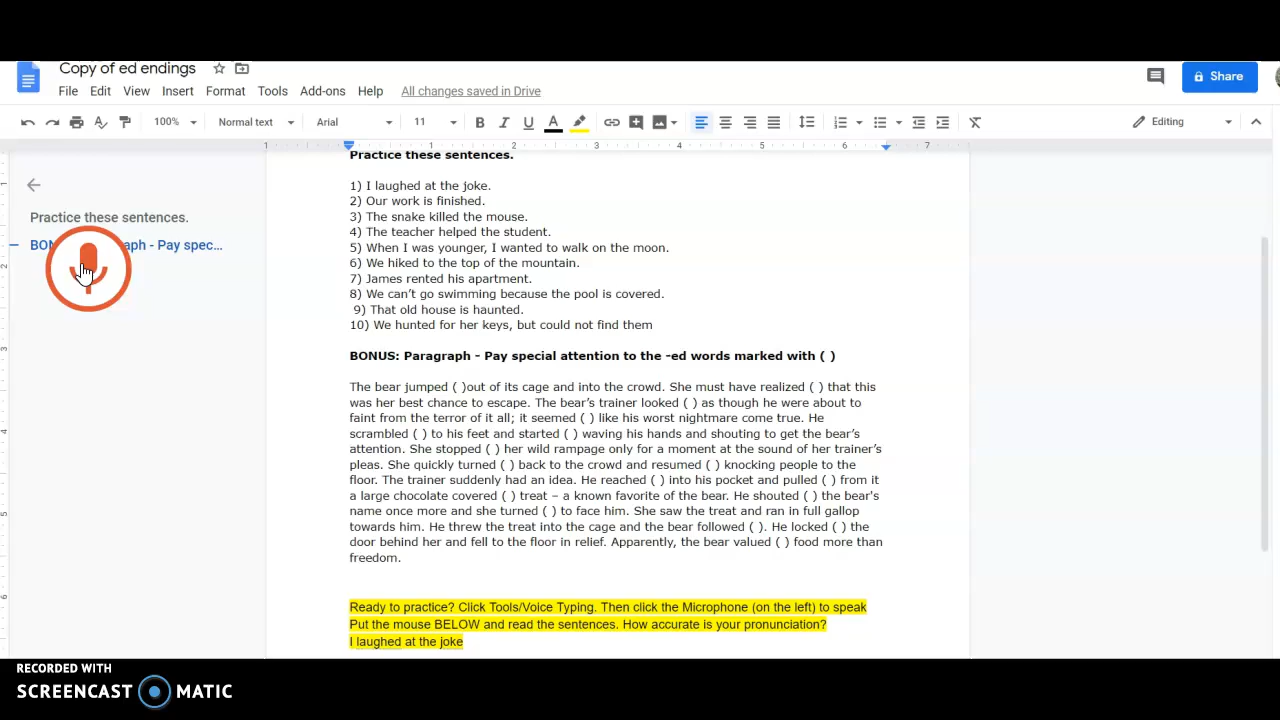 Copy of ed endings
File Edit View Insert Format Tools Add-ons Help All changes saved in Drive
Share
100% Normal text Arial 11 B I U A Editing
1 1 2 3 4 5 6 7
Practice these sentences.
1) I laughed at the joke.
2) Our work is finished.
3) The snake killed the mouse.
4) The teacher helped the student.
5) When I was younger, I wanted to walk on the moon.
6) We hiked to the top of the mountain.
7) James rented his apartment.
8) We can't go swimming because the pool is covered.
9) That old house is haunted.
10) We hunted for her keys, but could not find them
BONUS: Paragraph - Pay special attention to the -ed words marked with ( )
The bear jumped ( )out of its cage and into the crowd. She must have realized ( ) that this
was her best chance to escape. The bear's trainer looked ( ) as though he were about to
faint from the terror of it all; it seemed ( ) like his worst nightmare come true. He
scrambled ( ) to his feet and started ( ) waving his hands and shouting to get the bear's
attention. She stopped ( ) her wild rampage only for a moment at the sound of her trainer's
pleas. She quickly turned ( ) back to the crowd and resumed ( ) knocking people to the
floor. The trainer suddenly had an idea. He reached ( ) into his pocket and pulled ( ) from it
a large chocolate covered ( ) treat – a known favorite of the bear. He shouted ( ) the bear's
name once more and she turned ( ) to face him. She saw the treat and ran in full gallop
towards him. He threw the treat into the cage and the bear followed ( ). He locked ( ) the
door behind her and fell to the floor in relief. Apparently, the bear valued ( ) food more than
freedom.
Ready to practice? Click Tools/Voice Typing. Then click the Microphone (on the left) to speak
Put the mouse BELOW and read the sentences. How accurate is your pronunciation?
I laughed at the joke
Practice these sentences.
BON ph - Pay spec...
1
2
3
4
5
6
RECORDED WITH
SCREENCAST MATIC